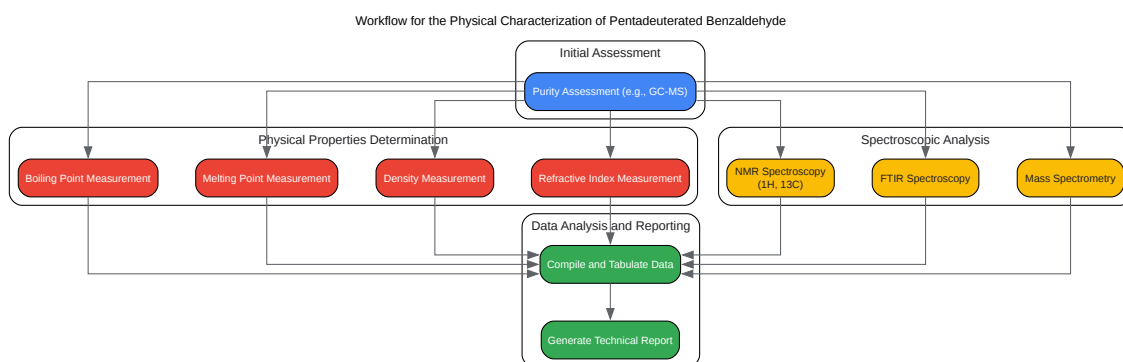 Workflow for the Physical Characterization of Pentadeuterated Benzaldehyde
Initial Assessment
Purity Assessment (e.g., GC-MS)
Physical Properties Determination
Spectroscopic Analysis
Boiling Point Measurement
Melting Point Measurement
Density Measurement
Refractive Index Measurement
NMR Spectroscopy
(1H, 13C)
FTIR Spectroscopy
Mass Spectrometry
Data Analysis and Reporting
Compile and Tabulate Data
Generate Technical Report